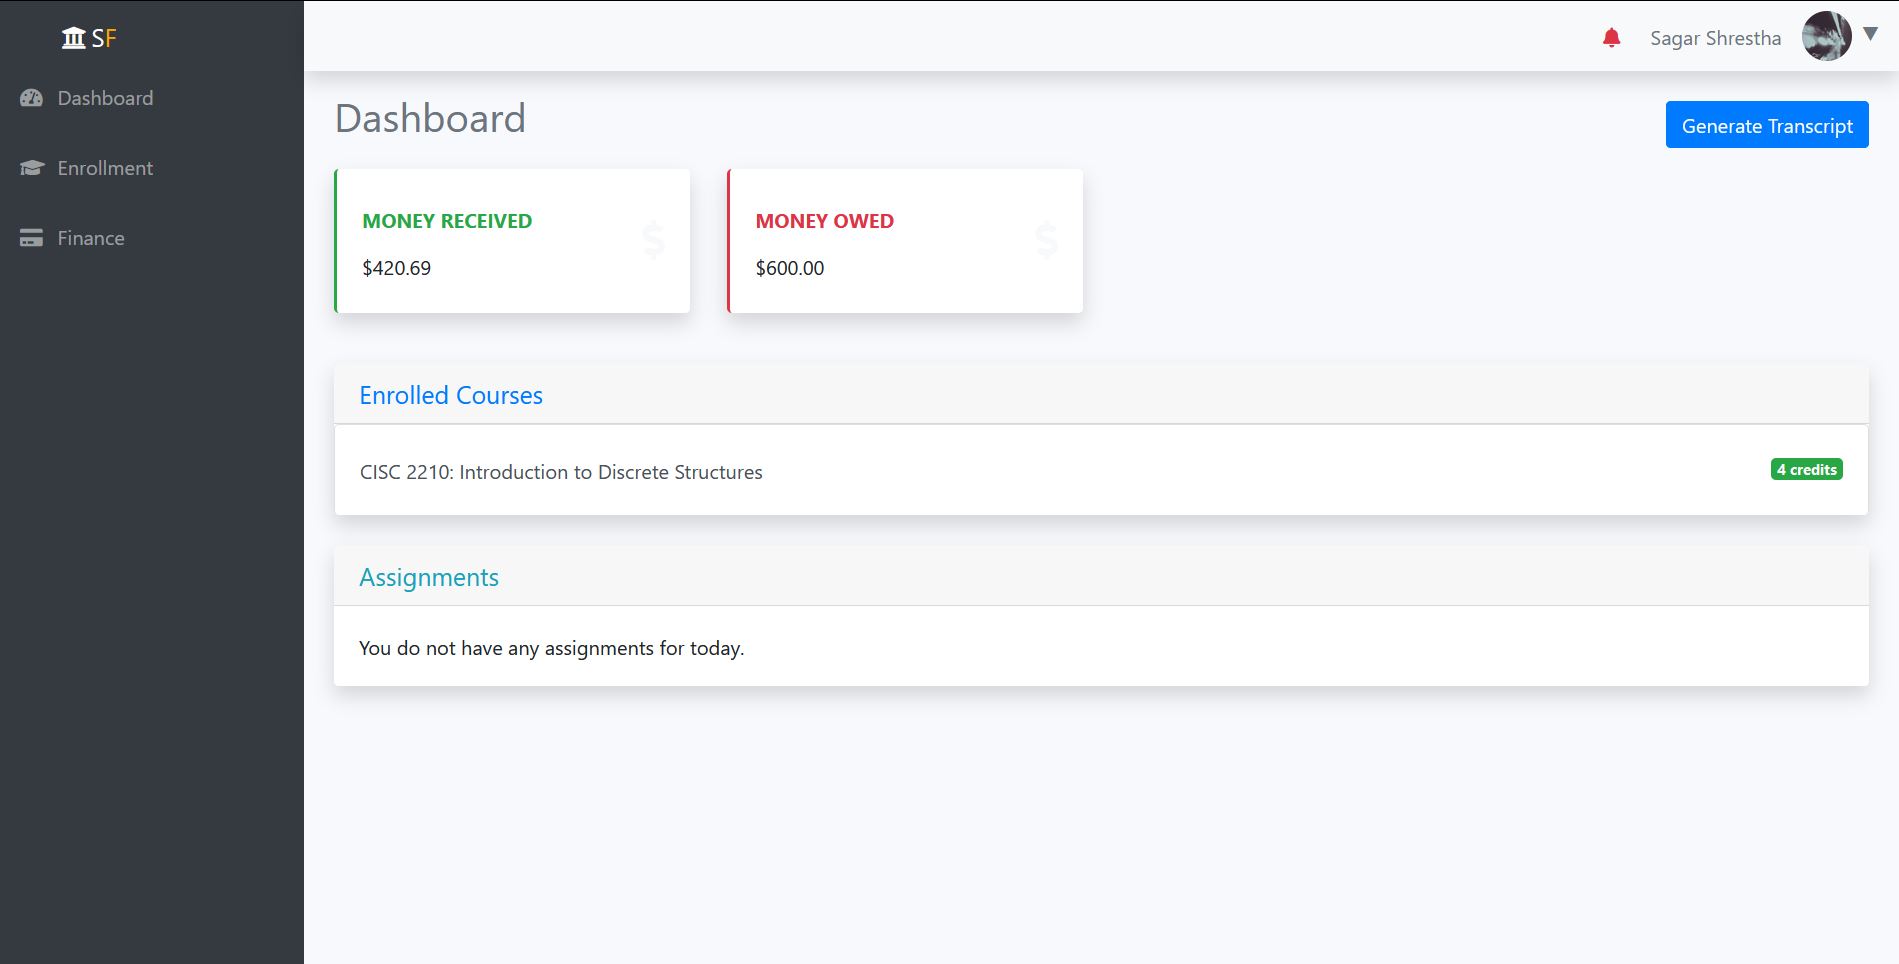 SF
Sagar Shrestha
Dashboard
Enrollment
Finance
Dashboard
Generate Transcript
MONEY RECEIVED
$420.69
$
MONEY OWED
$600.00
$
Enrolled Courses
CISC 2210: Introduction to Discrete Structures
4 credits
Assignments
You do not have any assignments for today.